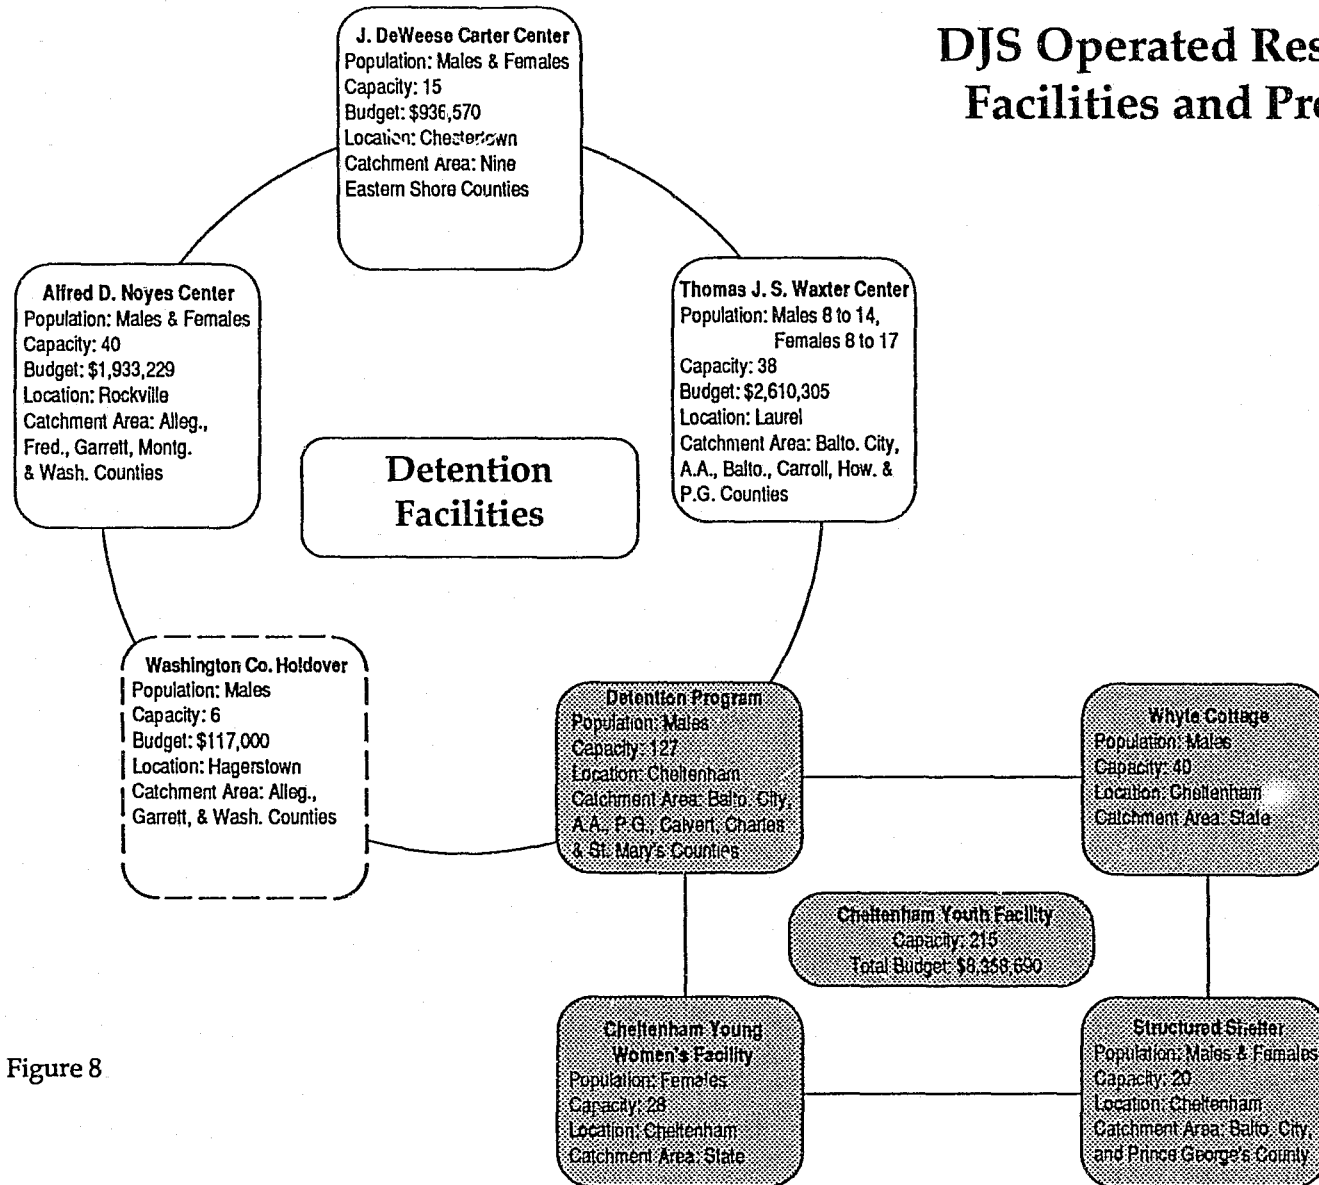 DJS Operated Res
Facilities and Pr
J. DeWeese Carter Center
Population: Males & Females
Capacity: 15
Budget: $936,570
Location: Chestertown
Catchment Area: Nine
Eastern Shore Counties
Alfred D. Noyes Center
Population: Males & Females
Capacity: 40
Budget: $1,933,229
Location: Rockville
Catchment Area: Alleg.,
Fred., Garrett, Montg.
& Wash. Counties
Thomas J. S. Waxter Center
Population: Males 8 to 14,
Females 8 to 17
Capacity: 38
Budget: $2,610,305
Location: Laurel
Catchment Area: Balto. City,
A.A., Balto., Carroll, How. &
P.G. Counties
Detention
Facilities
Washington Co. Holdover
Population: Males
Capacity: 6
Budget: $117,000
Location: Hagerstown
Catchment Area: Alleg.,
Garrett, & Wash. Counties
Detention Program
Population: Males
Capacity: 127
Location: Cheltenham
Catchment Area: Balto. City,
A.A., P.G., Calvert, Charles
& St. Mary's Counties
Whyte Cottage
Population: Males
Capacity: 40
Location: Cheltenham
Catchment Area: State
Cheltenham Youth Facility
Capacity: 215
Total Budget: $8,358,690
Cheltenham Young
Women's Facility
Population: Females
Capacity: 28
Location: Cheltenham
Catchment Area: State
Structured Shelter
Population: Males & Females
Capacity: 20
Location: Cheltenham
Catchment Area: Balto. City,
and Prince George's County
Figure 8